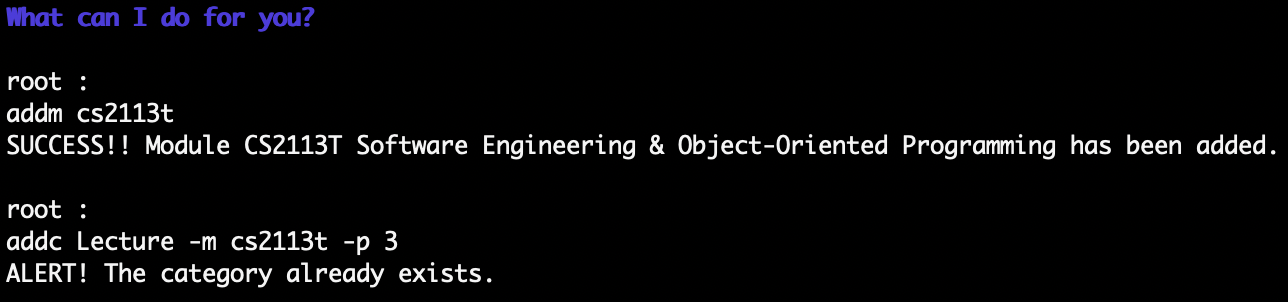 What can I do for you?
root :
addm cs2113t
SUCCESS!! Module CS2113T Software Engineering & Object-Oriented Programming has been added.
root :
addc Lecture -m cs2113t -p 3
ALERT! The category already exists.